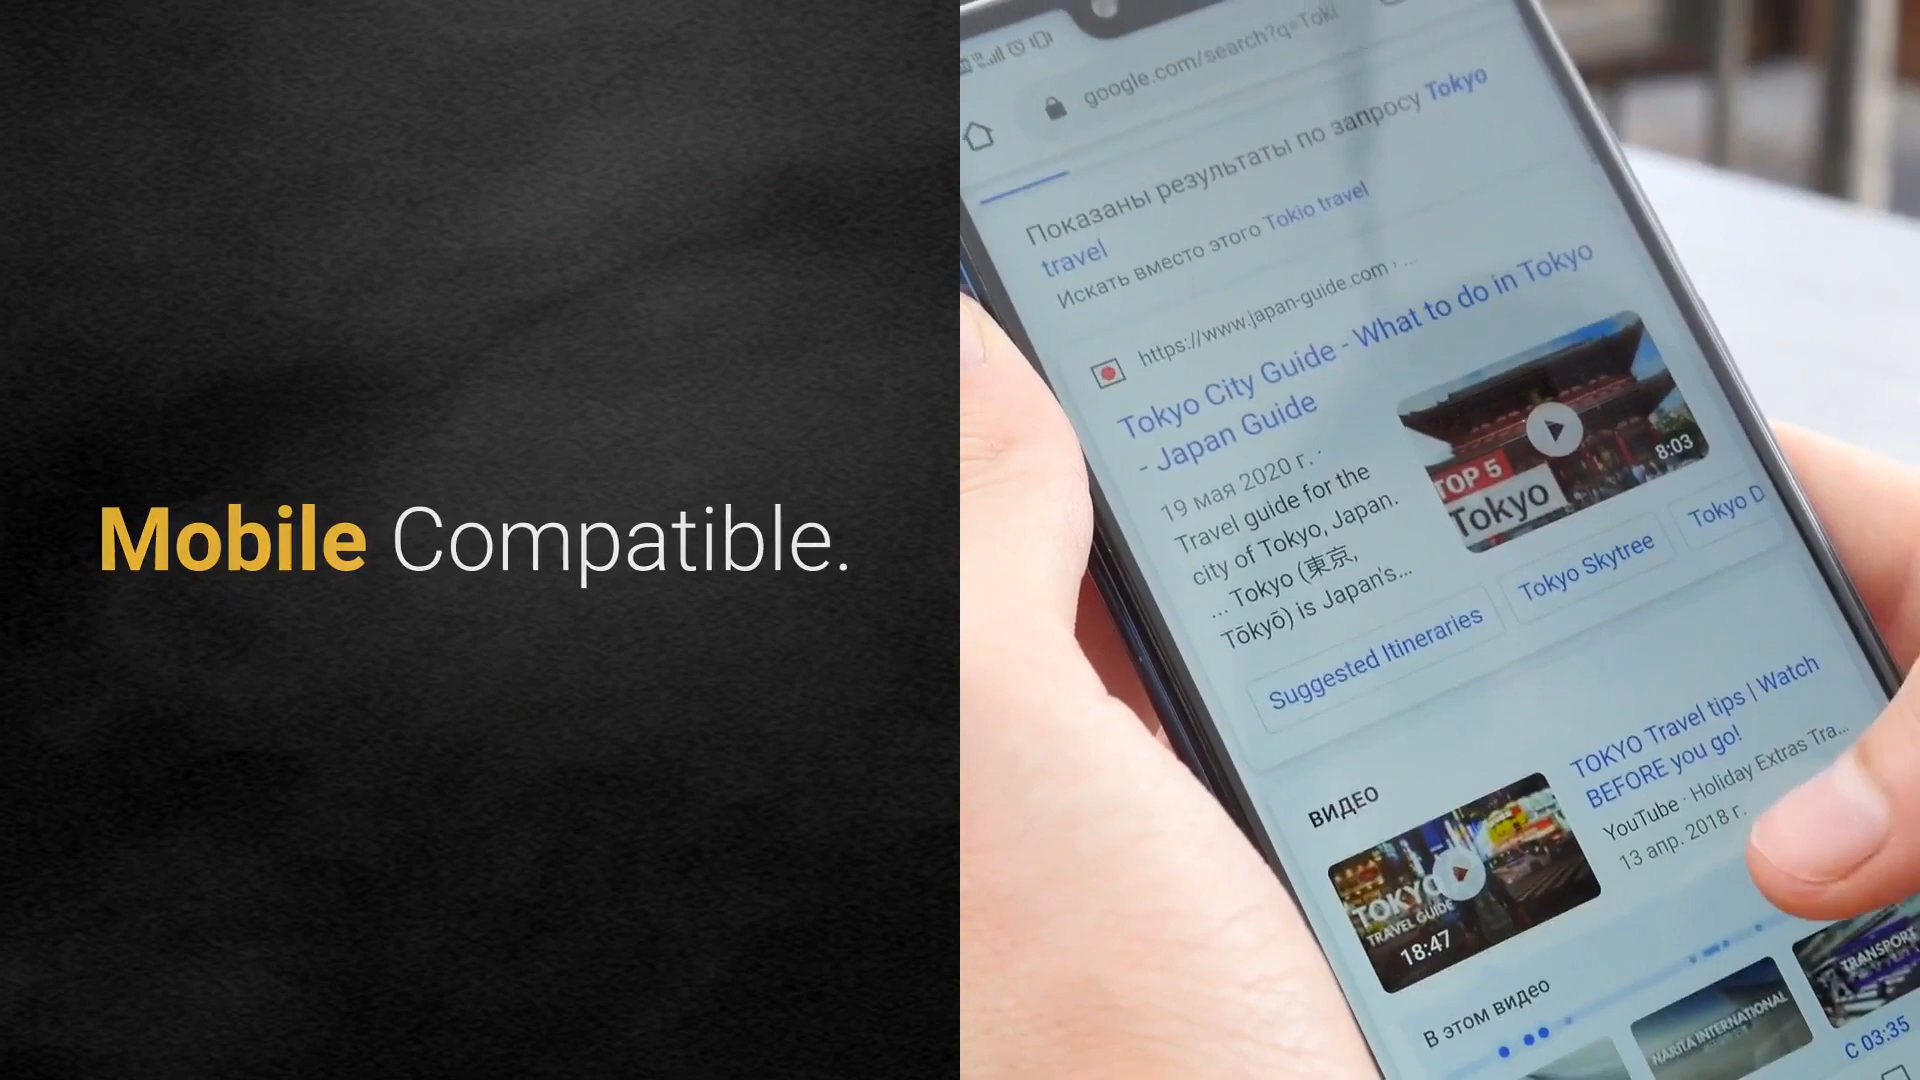 Mobile Compatible.
google.com/search?q=Toki
Показаны результаты по запросу Tokyo
travel
Искать вместо этого Tokio travel
https://www.japan-guide.com › ...
Tokyo City Guide - What to do in Tokyo
- Japan Guide
19 мая 2020 г. ·
Travel guide for the
city of Tokyo, Japan.
... Tokyo (東京,
Tōkyō) is Japan's...
TOP 5
Tokyo
8:03
Suggested Itineraries
Tokyo Skytree
Tokyo D
ВИДЕО
TOKYO Travel tips | Watch
BEFORE you go!
YouTube · Holiday Extras Tra...
13 апр. 2018 г.
TOKYO
TRAVEL GUIDE
18:47
В этом видео
NARITA INTERNATIONAL
TRANSPORT
С 03:35